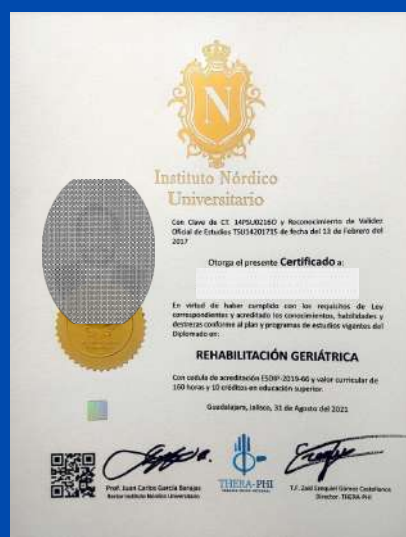 N
Instituto Nórdico
Universitario
Con Clave de CT. 14PSU0216O y Reconocimiento de Validez
Oficial de Estudios TSU14201715 de fecha del 13 de Febrero del
2017
Otorga el presente Certificado a:
En virtud de haber cumplido con los requisitos de Ley
correspondientes y acreditado los conocimientos, habilidades y
destrezas conforme al plan y programas de estudios vigentes del
Diplomado en:
REHABILITACIÓN GERIÁTRICA
Con cedula de acreditación ESDIP-2019-66 y valor curricular de
160 horas y 10 créditos en educación superior.
Guadalajara, Jalisco, 31 de Agosto del 2021
THERA-PHI
Prof. Juan Carlos García Barajas
Rector Instituto Nórdico Universitario
T.F. Zaid Ezequiel Gómez Castellanos
Director. THERA-PHI